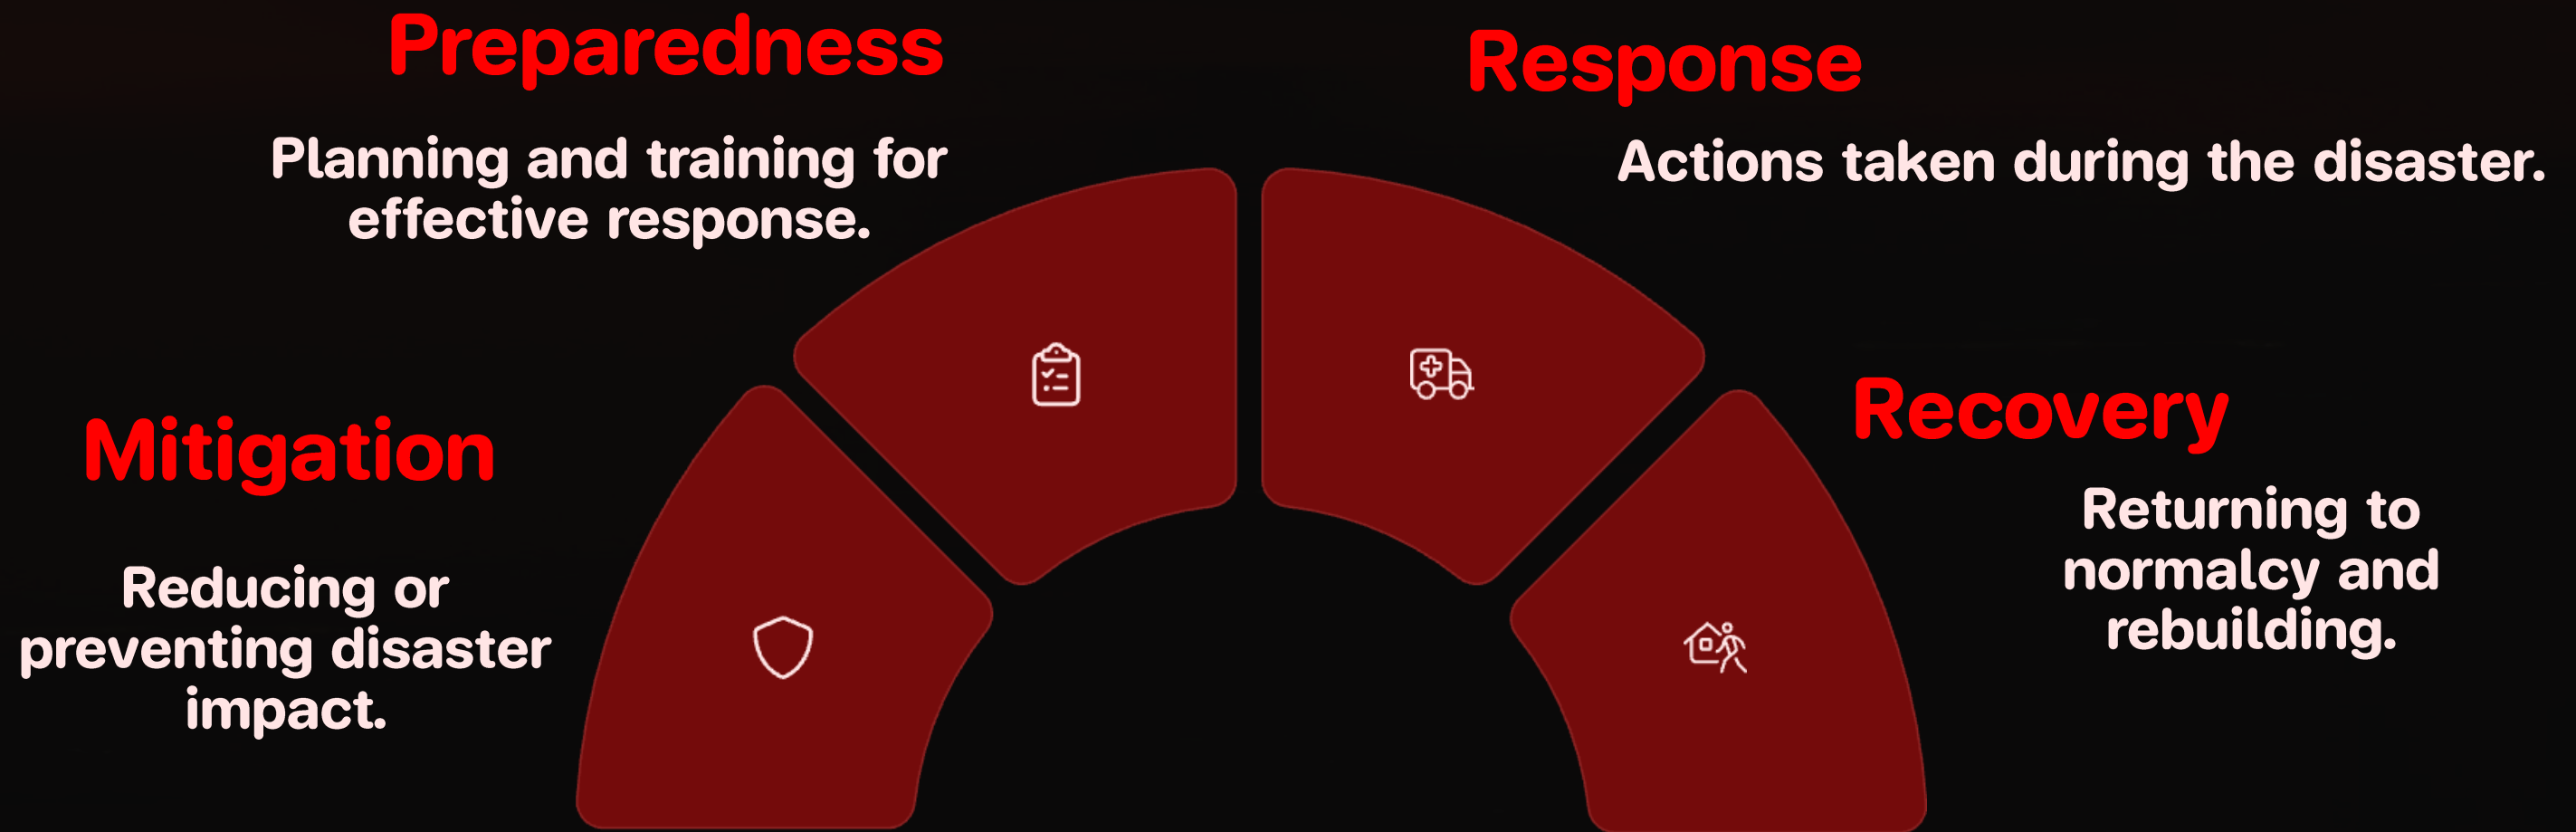 Preparedness
Planning and training for
effective response.
Response
Actions taken during the disaster.
Mitigation
Reducing or
preventing disaster
impact.
Recovery
Returning to
normalcy and
rebuilding.